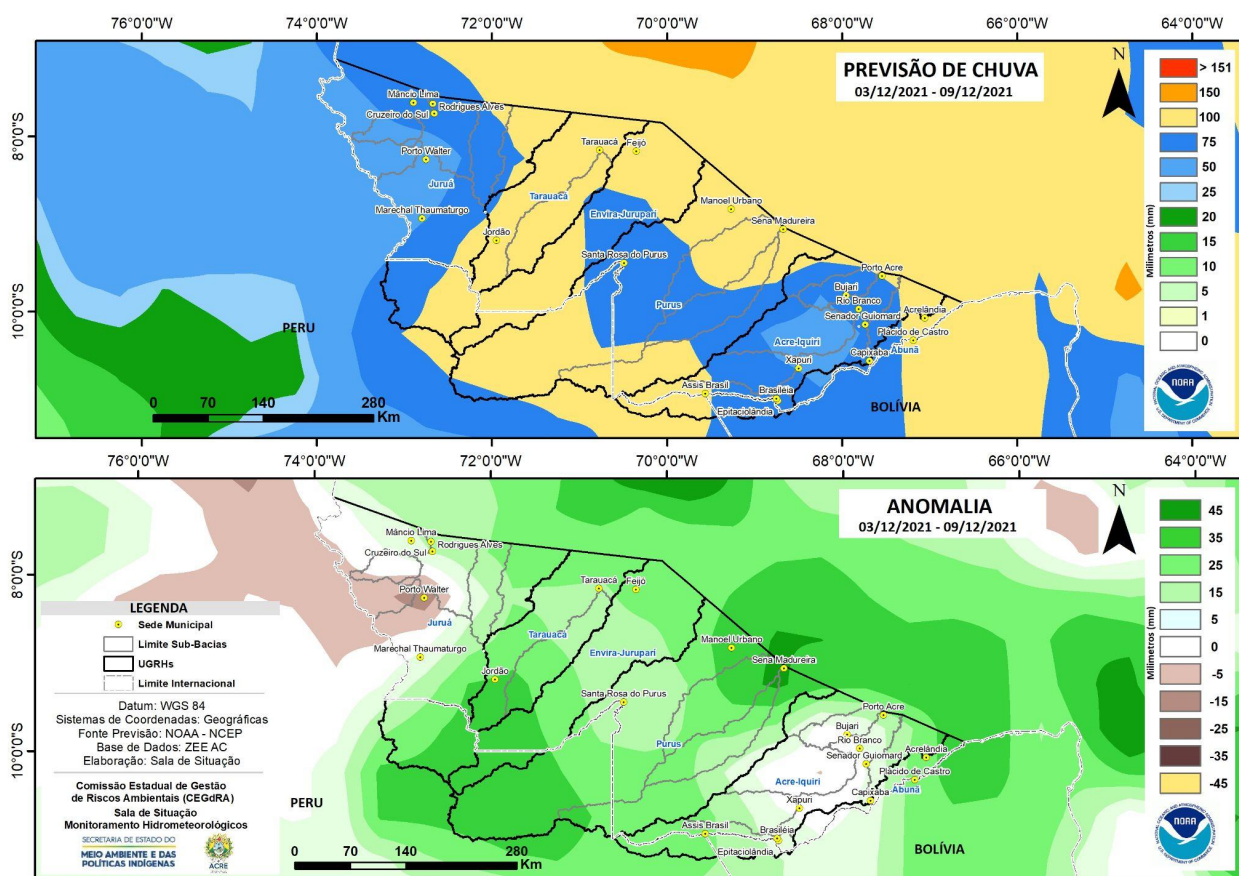 76°0'0"W 74°0'0"W 72°0'0"W 70°0'0"W 68°0'0"W 66°0'0"W 64°0'0"W
PREVISÃO DE CHUVA
03/12/2021 - 09/12/2021
N
> 151
150
100
75
50
25
20
15
10
5
1
0
Milimetros (mm)
NOAA
8°0'0"S
10°0'0"S
Mâncio Lima
Rodrigues Alves
Cruzeiro do Sul
Porto Walter
Juruá
Marechal Thaumaturgo
Tarauacá
Feijó
Tarauacá
Jordão
Envira-Jurupari
Manoel Urbano
Sena Madureira
Santa Rosa do Purus
Purus
Porto Acre
Bujari
Rio Branco
Senador Guiomard
Acrelândia
Plácido de Castro
Abunã
Acre-Iquiri
Xapuri
Capixaba
Assis Brasil
Brasiléia
Epitaciolândia
PERU
BOLÍVIA
0 70 140 280
Km
76°0'0"W 74°0'0"W 72°0'0"W 70°0'0"W 68°0'0"W 66°0'0"W 64°0'0"W
ANOMALIA
03/12/2021 - 09/12/2021
N
45
35
25
15
5
0
-5
-15
-25
-35
-45
Milimetros (mm)
NOAA
8°0'0"S
10°0'0"S
Mâncio Lima
Rodrigues Alves
Cruzeiro do Sul
Porto Walter
Juruá
Marechal Thaumaturgo
Tarauacá
Feijó
Tarauacá
Jordão
Envira-Jurupari
Manoel Urbano
Sena Madureira
Santa Rosa do Purus
Purus
Porto Acre
Bujari
Rio Branco
Senador Guiomard
Acrelândia
Plácido de Castro
Abunã
Acre-Iquiri
Xapuri
Capixaba
Assis Brasil
Brasiléia
Epitaciolândia
PERU
BOLÍVIA
0 70 140 280
Km
LEGENDA
Sede Municipal
Limite Sub-Bacias
UGRHs
Limite Internacional
Datum: WGS 84
Sistemas de Coordenadas: Geográficas
Fonte Previsão: NOAA - NCEP
Base de Dados: ZEE AC
Elaboração: Sala de Situação
Comissão Estadual de Gestão
de Riscos Ambientais (CEGdRA)
Sala de Situação
Monitoramento Hidrometeorológicos
SECRETARIA DE ESTADO DO
MEIO AMBIENTE E DAS
POLÍTICAS INDÍGENAS
ACRE